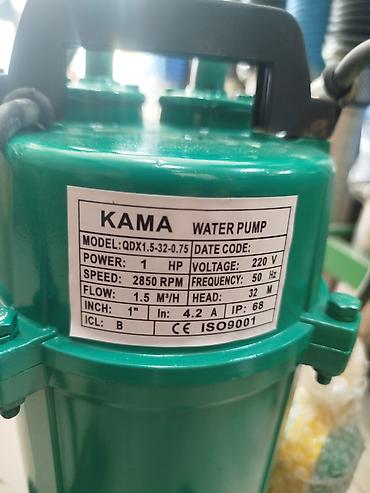 KAMA WATER PUMP
MODEL: QDX1.5-32-0.75 DATE CODE:
POWER: 1 HP VOLTAGE: 220 V
SPEED: 2850 RPM FREQUENCY: 50 Hz
FLOW: 1.5 M³/H HEAD: 32 M
INCH: 1" In: 4.2 A IP: 68
ICL: B CE ISO9001